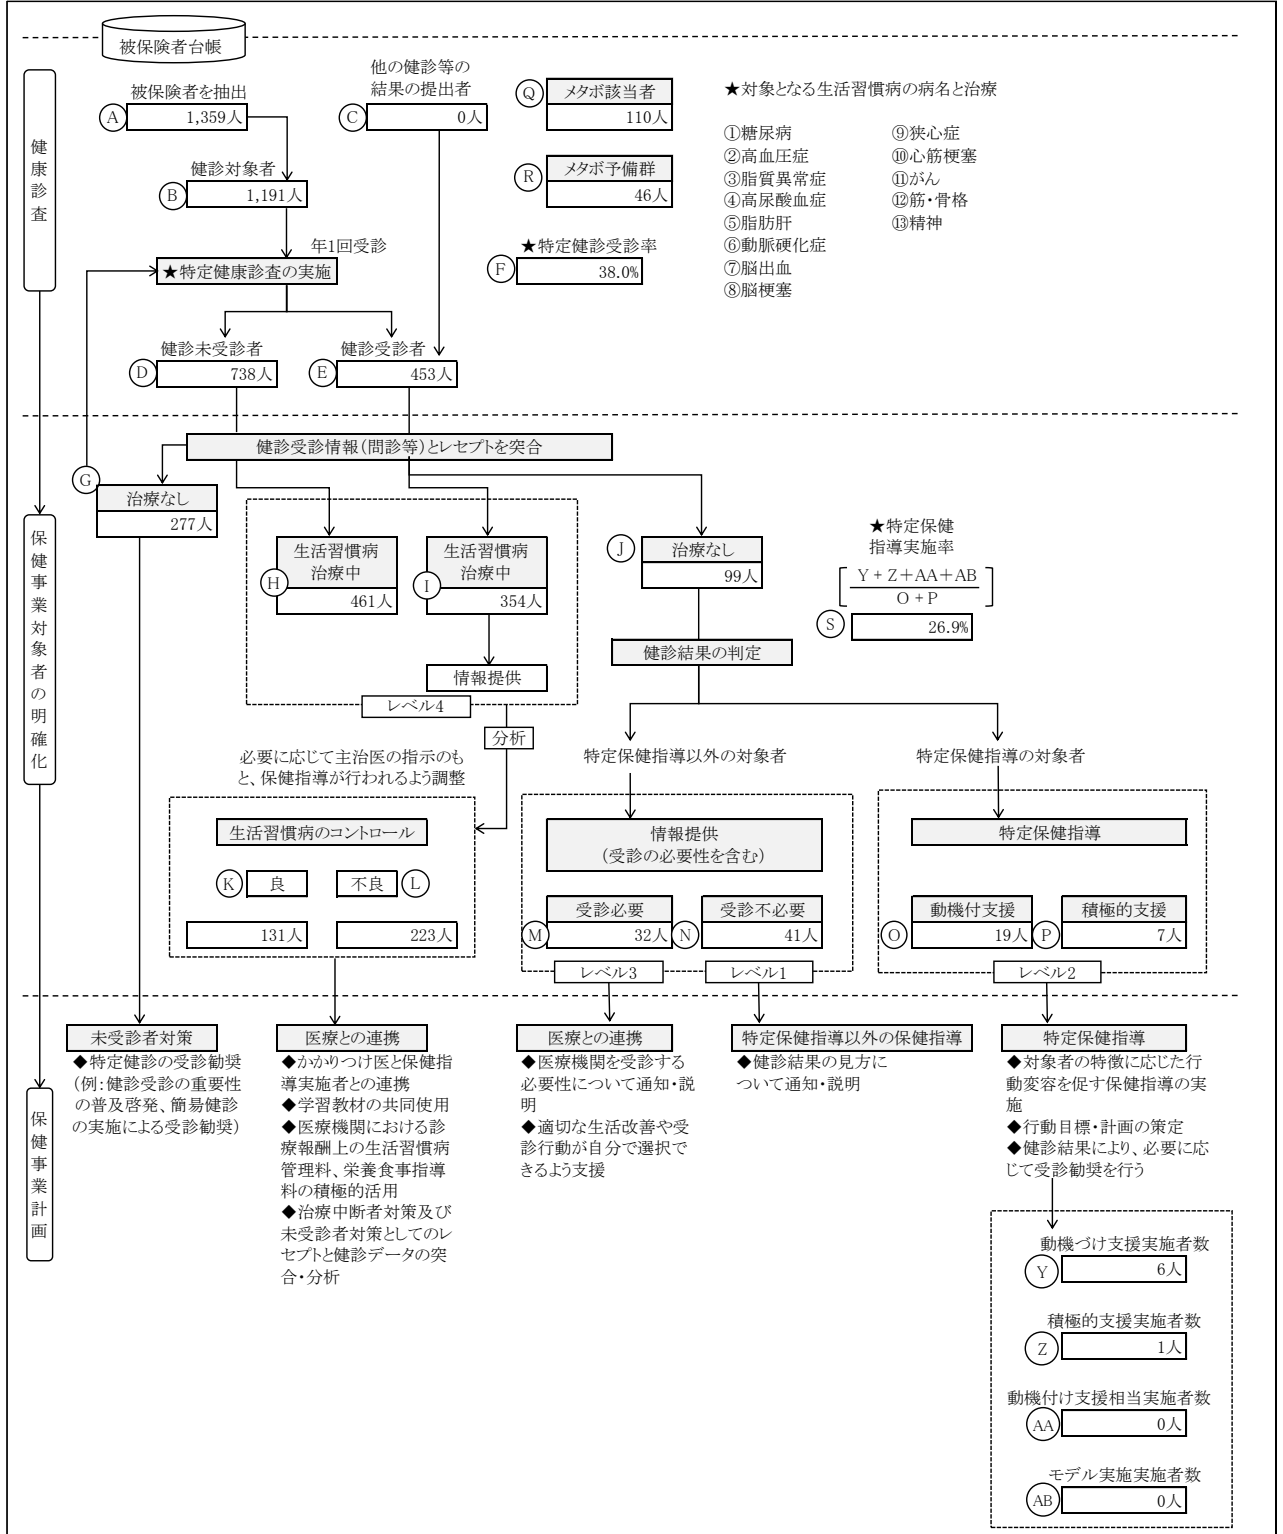 被保険者台帳
健康診査
被保険者を抽出
A
1,359人
他の健診等の
結果の提出者
C
0人
健診対象者
B
1,191人
年1回受診
★特定健康診査の実施
健診未受診者
D
738人
健診受診者
E
453人
Q
メタボ該当者
110人
R
メタボ予備群
46人
★特定健診受診率
F
38.0%
★対象となる生活習慣病の病名と治療
①糖尿病
②高血圧症
③脂質異常症
④高尿酸血症
⑤脂肪肝
⑥動脈硬化症
⑦脳出血
⑧脳梗塞
⑨狭心症
⑩心筋梗塞
⑪がん
⑫筋・骨格
⑬精神
保健事業対象者の明確化
健診受診情報(問診等)とレセプトを突合
G
治療なし
277人
生活習慣病
治療中
H
461人
生活習慣病
治療中
I
354人
情報提供
レベル4
分析
J
治療なし
99人
健診結果の判定
★特定保健
指導実施率
Y + Z+AA+AB
O + P
S
26.9%
必要に応じて主治医の指示のも
と、保健指導が行われるよう調整
生活習慣病のコントロール
K
良
不良
L
131人
223人
特定保健指導以外の対象者
情報提供
(受診の必要性を含む)
受診必要
M
32人
受診不必要
N
41人
レベル3
レベル1
特定保健指導の対象者
特定保健指導
動機付支援
O
19人
積極的支援
P
7人
レベル2
保健事業計画
未受診者対策
◆特定健診の受診勧奨
(例:健診受診の重要性
の普及啓発、簡易健診
の実施による受診勧奨)
医療との連携
◆かかりつけ医と保健指
導実施者との連携
◆学習教材の共同使用
◆医療機関における診
療報酬上の生活習慣病
管理料、栄養食事指導
料の積極的活用
◆治療中断者対策及び
未受診者対策としてのレ
セプトと健診データの突
合・分析
医療との連携
◆医療機関を受診する
必要性について通知・説
明
◆適切な生活改善や受
診行動が自分で選択で
きるよう支援
特定保健指導以外の保健指導
◆健診結果の見方に
ついて通知・説明
特定保健指導
◆対象者の特徴に応じた行
動変容を促す保健指導の実
施
◆行動目標・計画の策定
◆健診結果により、必要に応
じて受診勧奨を行う
動機づけ支援実施者数
Y
6人
積極的支援実施者数
Z
1人
動機付け支援相当実施者数
AA
0人
モデル実施実施者数
AB
0人